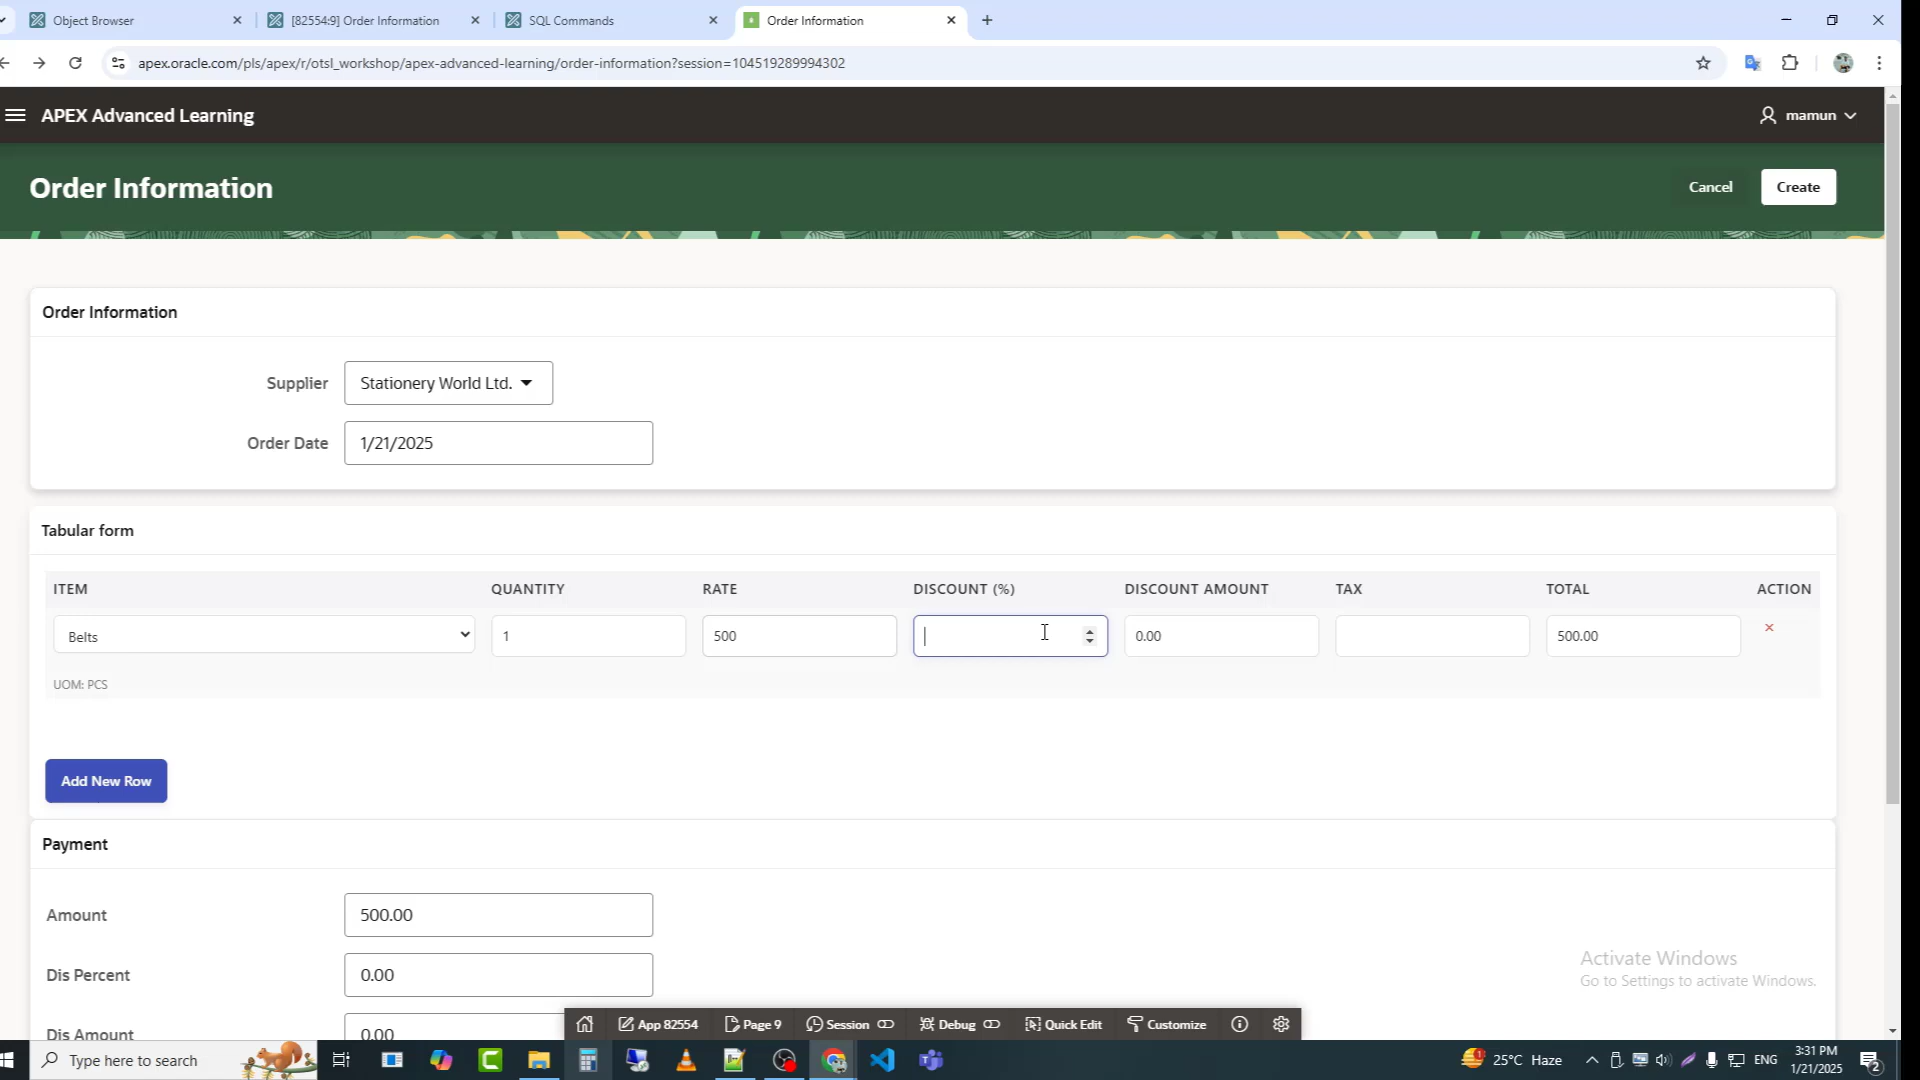 Object Browser
[82554:9] Order Information
SQL Commands
Order Information
apex.oracle.com/pls/apex/r/otsl_workshop/apex-advanced-learning/order-information?session=104519289994302
APEX Advanced Learning
mamun
Order Information
Cancel
Create
Order Information
Supplier
Stationery World Ltd.
Order Date
1/21/2025
Tabular form
ITEM QUANTITY RATE DISCOUNT (%) DISCOUNT AMOUNT TAX TOTAL ACTION
Belts 1 500 0.00 500.00 ×
UOM: PCS
Add New Row
Payment
Amount
500.00
Dis Percent
0.00
Dis Amount
0.00
Activate Windows
Go to Settings to activate Windows.
App 82554 Page 9 Session Debug Quick Edit Customize
Type here to search
25°C Haze
ENG
3:31 PM
1/21/2025
2